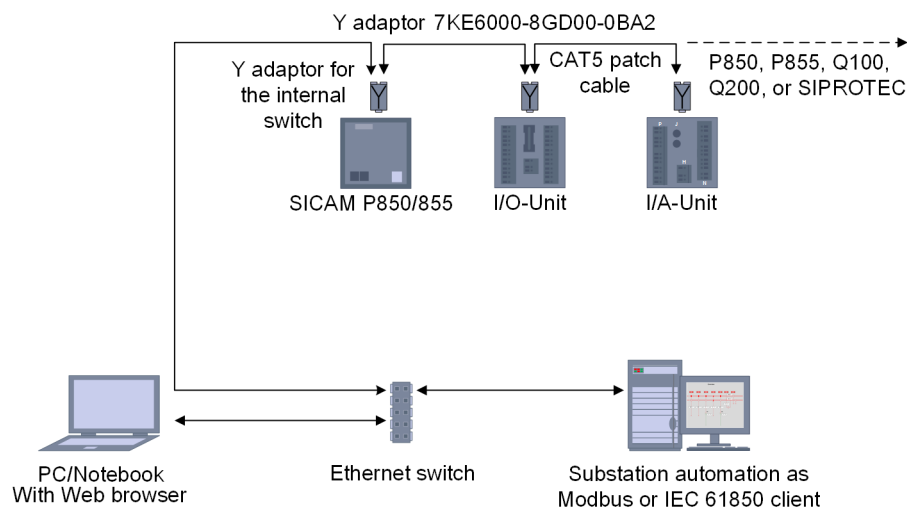 Y adaptor 7KE6000-8GD00-0BA2
Y adaptor for
the internal
switch
CAT5 patch
cable
P850, P855, Q100,
Q200, or SIPROTEC
SICAM P850/855
I/O-Unit
P J
H
N
I/A-Unit
PC/Notebook
With Web browser
Ethernet switch
Substation automation as
Modbus or IEC 61850 client